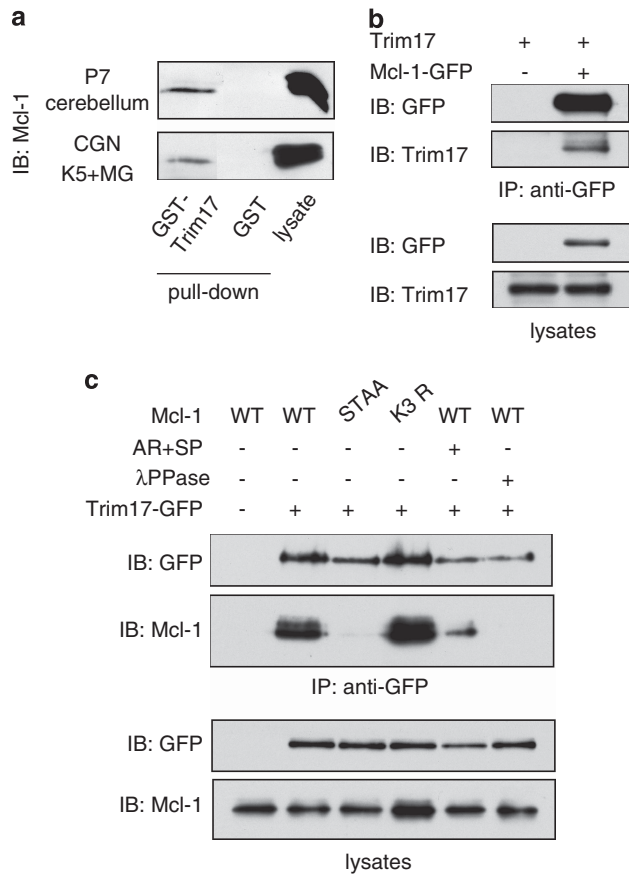 a
IB: Mcl-1
P7
cerebellum
CGN
K5+MG
GST-
Trim17
GST
lysate
pull-down
b
Trim17 + +
Mcl-1-GFP - +
IB: GFP
IB: Trim17
IP: anti-GFP
IB: GFP
IB: Trim17
lysates
c
Mcl-1 WT WT STAA K3 R WT WT
AR+SP - - - - + -
λPPase - - - - - +
Trim17-GFP - + + + + +
IB: GFP
IB: Mcl-1
IP: anti-GFP
IB: GFP
IB: Mcl-1
lysates